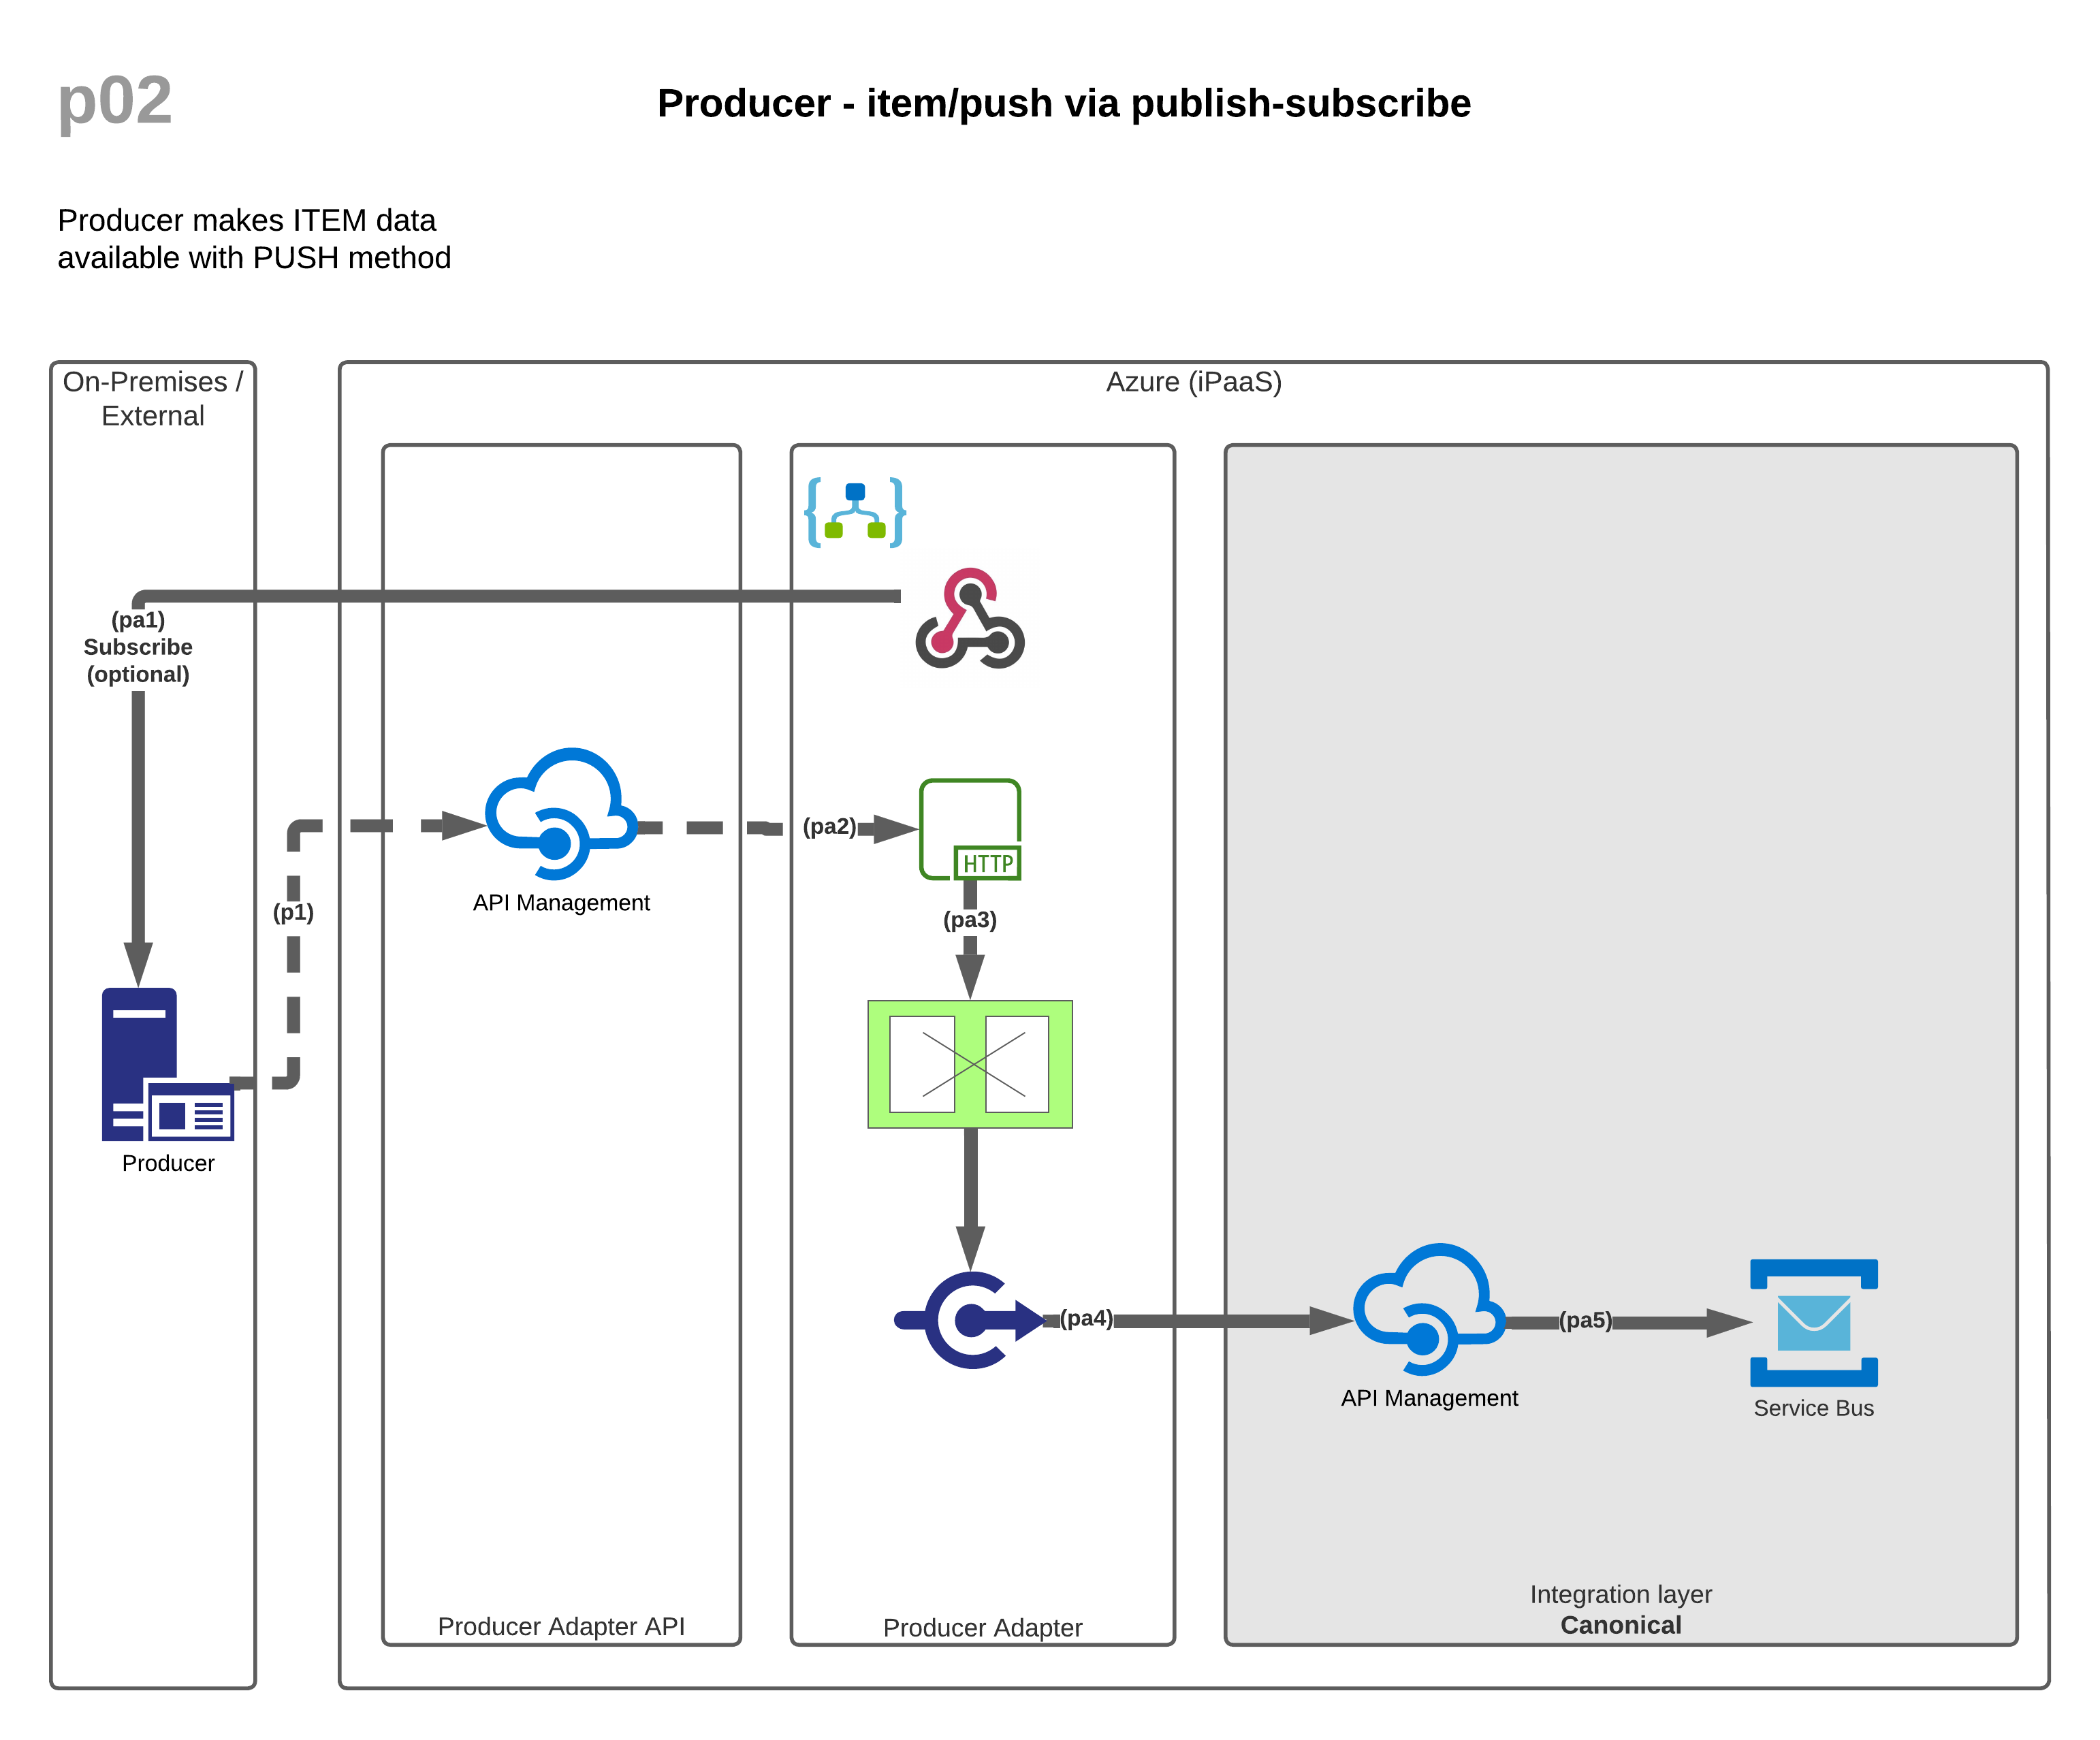 p02
Producer - item/push via publish-subscribe
Producer makes ITEM data
available with PUSH method
On-Premises /
External
Azure (iPaaS)
(pa1)
Subscribe
(optional)
(p1)
API Management
(pa2)
HTTP
(pa3)
Producer
(pa4)
API Management
(pa5)
Service Bus
Producer Adapter API
Producer Adapter
Integration layer
Canonical